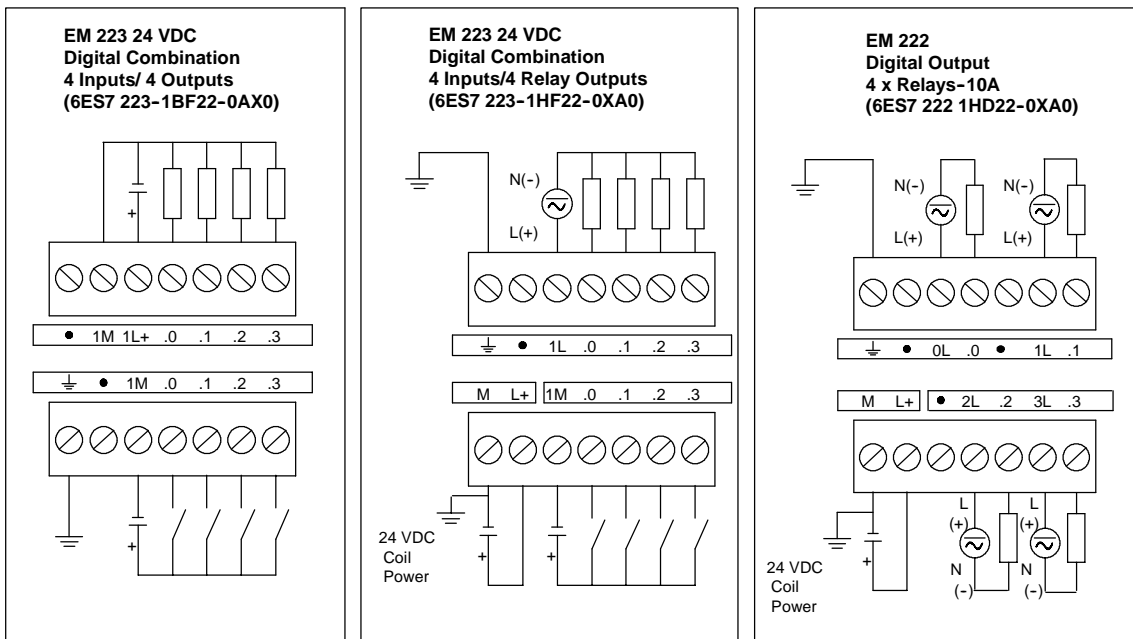 EM 223 24 VDC
Digital Combination
4 Inputs/ 4 Outputs
(6ES7 223-1BF22-0AX0)
+
● 1M 1L+ .0 .1 .2 .3
⏚ ● 1M .0 .1 .2 .3
+
EM 223 24 VDC
Digital Combination
4 Inputs/4 Relay Outputs
(6ES7 223-1HF22-0XA0)
N(-)
L(+)
⏚ ● 1L .0 .1 .2 .3
M L+ 1M .0 .1 .2 .3
24 VDC
Coil
Power
+ +
EM 222
Digital Output
4 x Relays-10A
(6ES7 222 1HD22-0XA0)
N(-) N(-)
L(+) L(+)
⏚ ● 0L .0 ● 1L .1
M L+ ● 2L .2 3L .3
L L
(+) (+)
+
24 VDC
Coil
Power
N N
(-) (-)